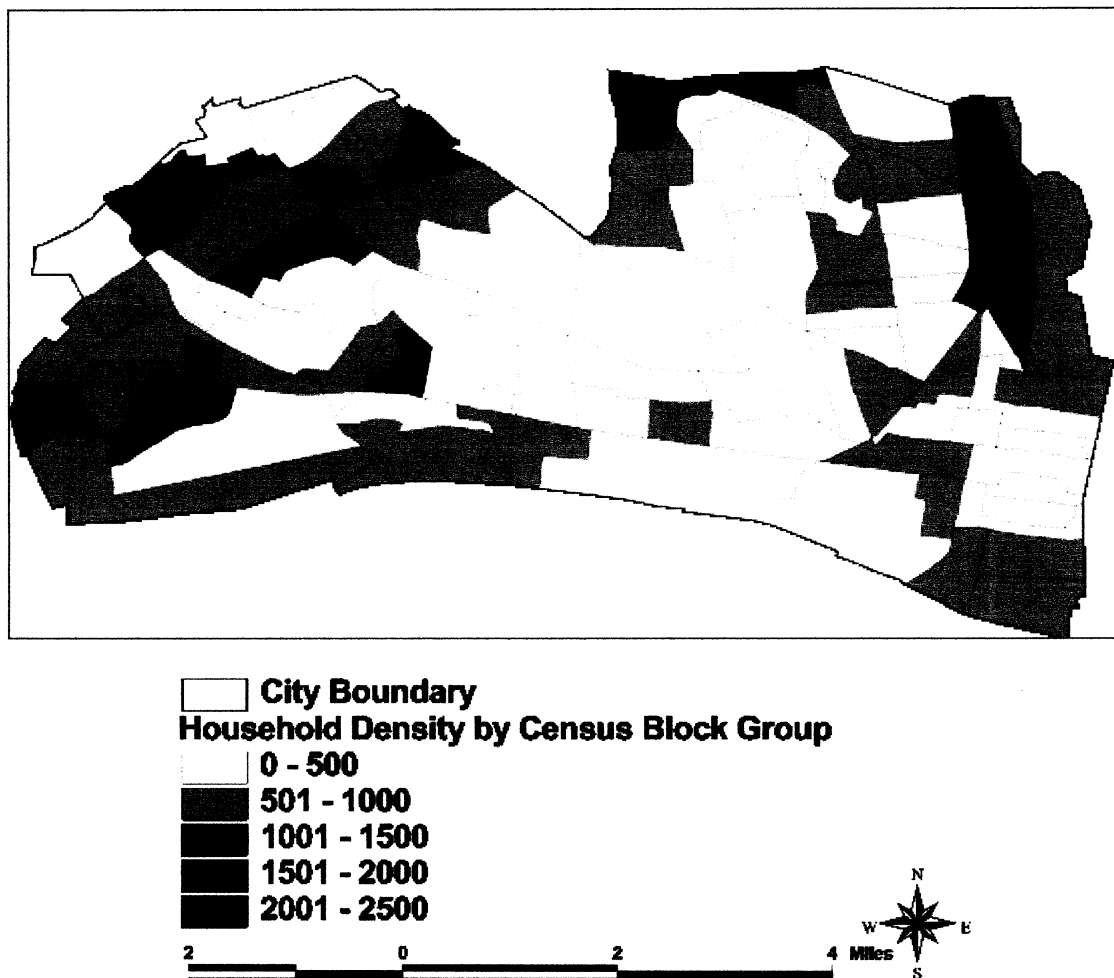 City Boundary
Household Density by Census Block Group
0 - 500
501 - 1000
1001 - 1500
1501 - 2000
2001 - 2500
N
W E
S
2 0 2 4 Miles